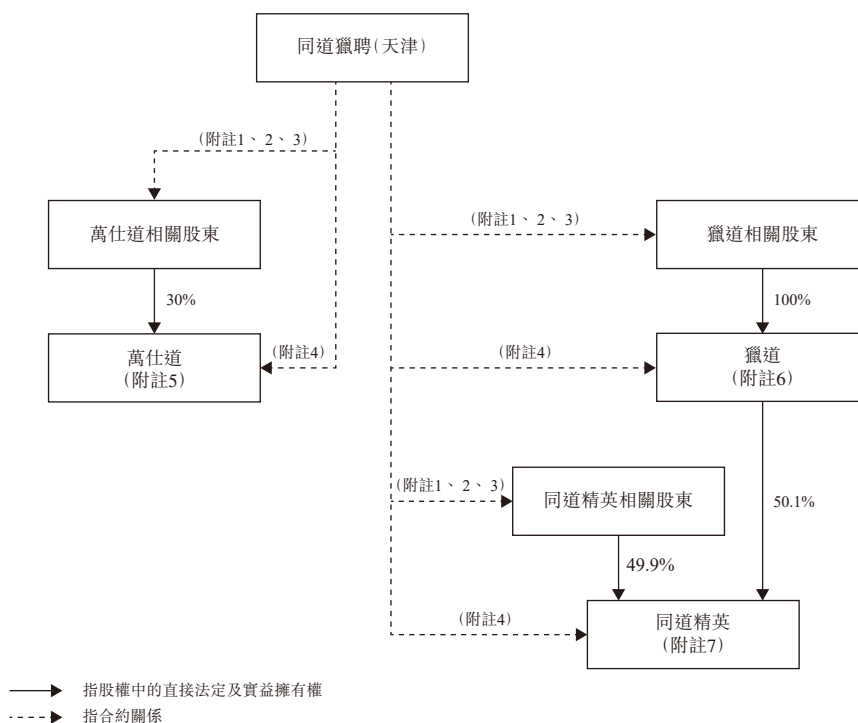 同道獵聘(天津)
(附註1、2、3)
萬仕道相關股東
(附註1、2、3)
獵道相關股東
30%
100%
萬仕道
(附註5)
(附註4)
(附註4)
獵道
(附註6)
(附註1、2、3)
同道精英相關股東
50.1%
49.9%
(附註4)
同道精英
(附註7)
指股權中的直接法定及實益擁有權
指合約關係